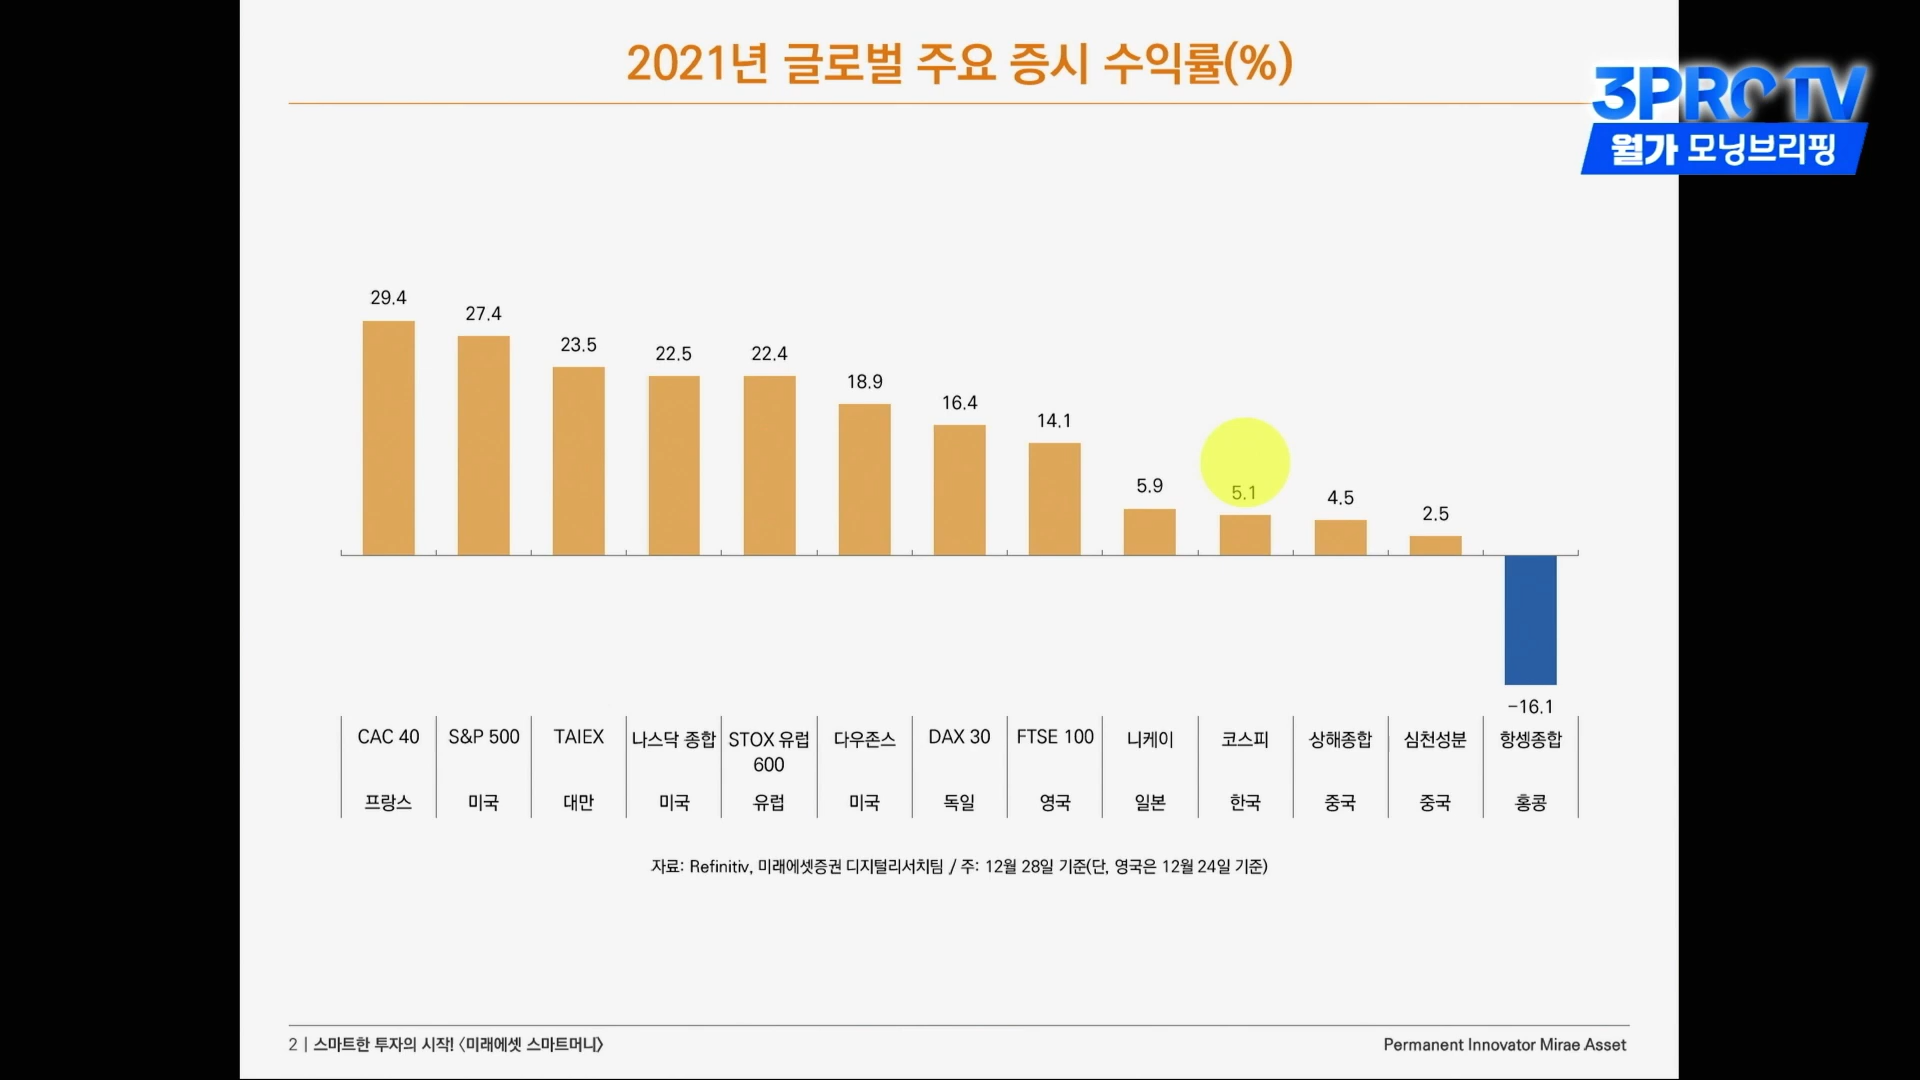 2021년 글로벌 주요 증시 수익률(%)
3PROTV
월가 모닝브리핑
29.4
27.4
23.5
22.5
22.4
18.9
16.4
14.1
5.9
5.1
4.5
2.5
−16.1
CAC 40 S&P 500 TAIEX 나스닥 종합 STOX 유럽 다우존스 DAX 30 FTSE 100 니케이 코스피 상해종합 심천성분 항셍종합
600
프랑스 미국 대만 미국 유럽 미국 독일 영국 일본 한국 중국 중국 홍콩
자료: Refinitiv, 미래에셋증권 디지털리서치팀 / 주: 12월 28일 기준(단, 영국은 12월 24일 기준)
2 | 스마트한 투자의 시작! 〈미래에셋 스마트머니〉
Permanent Innovator Mirae Asset